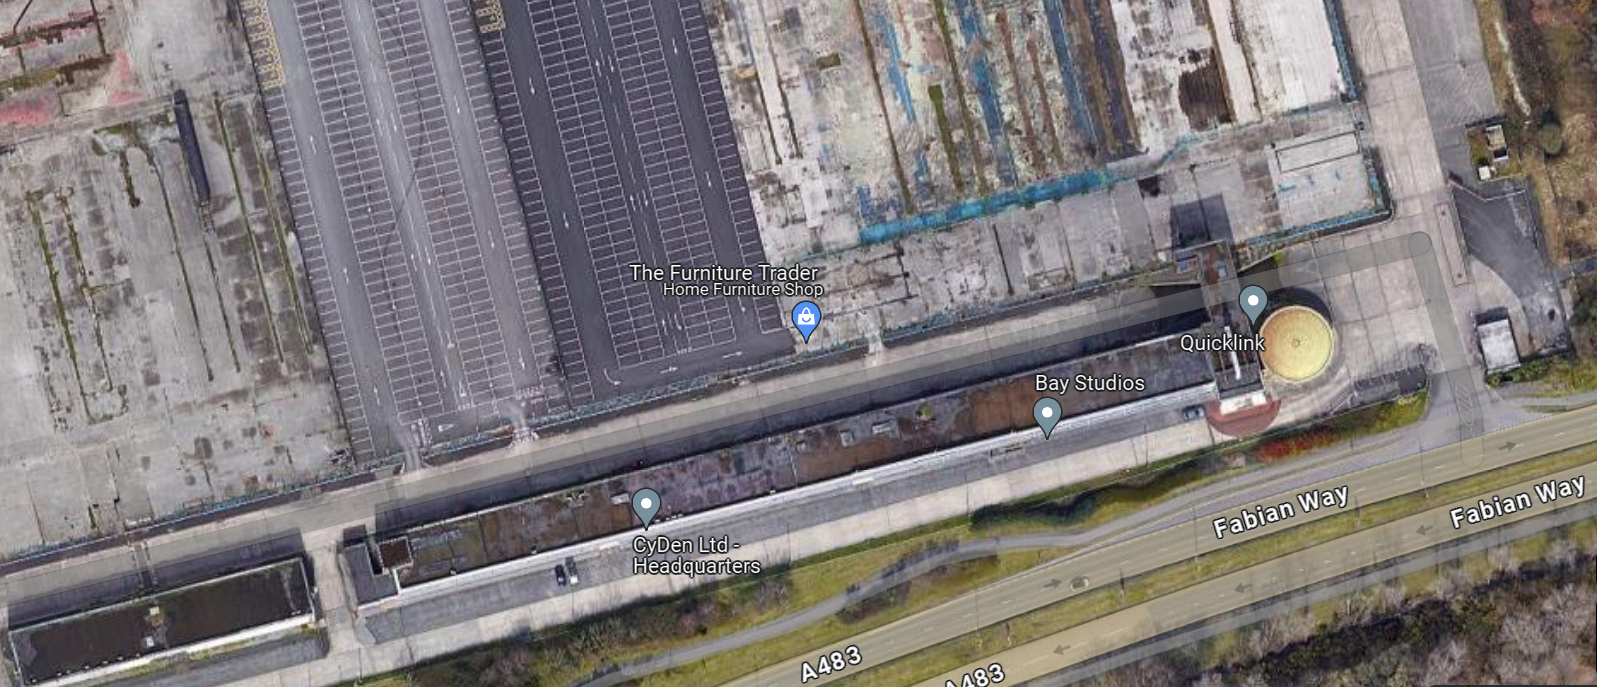 The Furniture Trader
Home Furniture Shop
Quicklink
Bay Studios
CyDen Ltd -
Headquarters
Fabian Way
Fabian Way
A483
A483